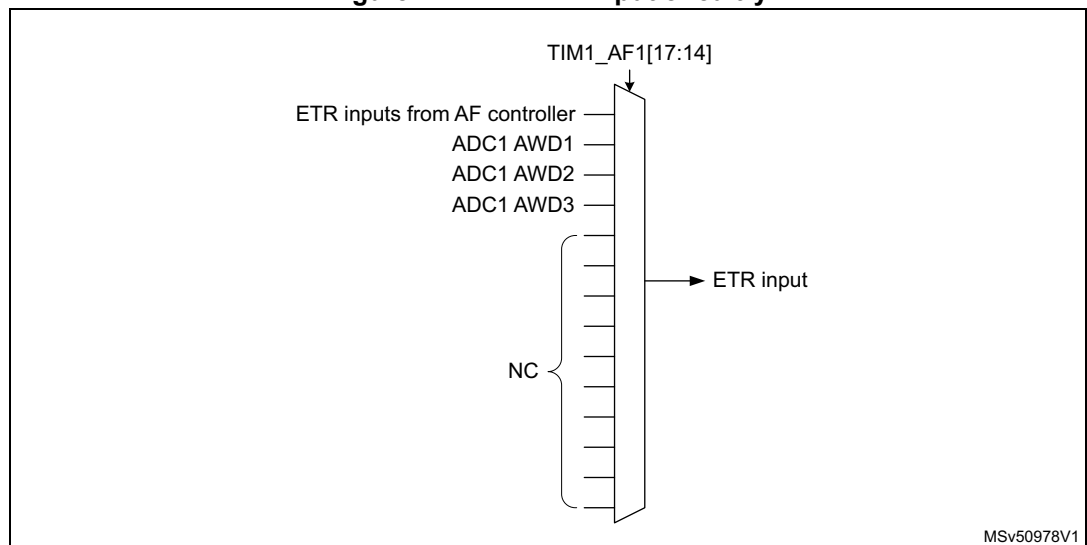 TIM1_AF1[17:14]
ETR inputs from AF controller
ADC1 AWD1
ADC1 AWD2
ADC1 AWD3
ETR input
NC
MSv50978V1